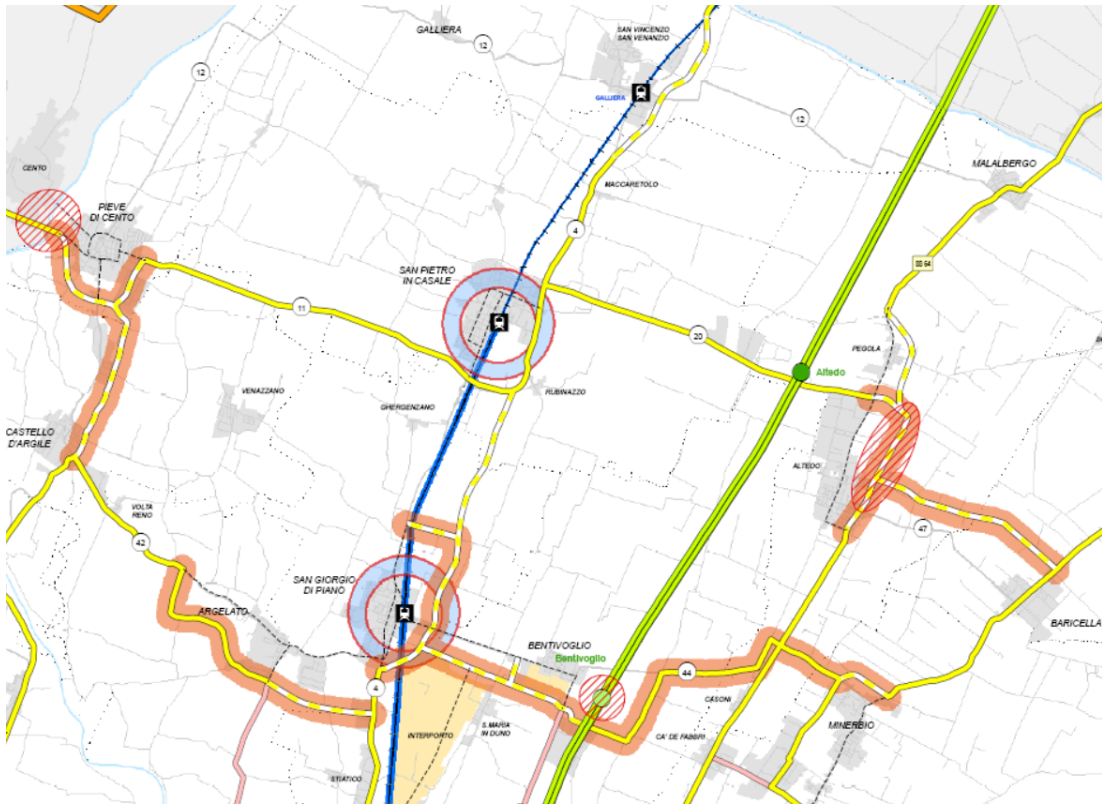 GALLIERA
12
SAN VINCENZO
SAN VENANZIO
12
GALLIERA
12
CENTO
MALALBERGO
PIEVE
DI CENTO
MACCARETOLO
4
SAN PIETRO
IN CASALE
SS 64
11
20
PEGOLA
Altedo
VENAZZANO
RUBINAZZO
GHERGENZANO
CASTELLO
D'ARGILE
ALTEDO
VOLTA
RENO
47
42
SAN GIORGIO
DI PIANO
ARGELATO
BARICELLA
BENTIVOGLIO
Bentivoglio
44
4
CASONI
S.MARIA
IN DUNO
MINERBIO
INTERPORTO
CA' DE FABBRI
STIATICO